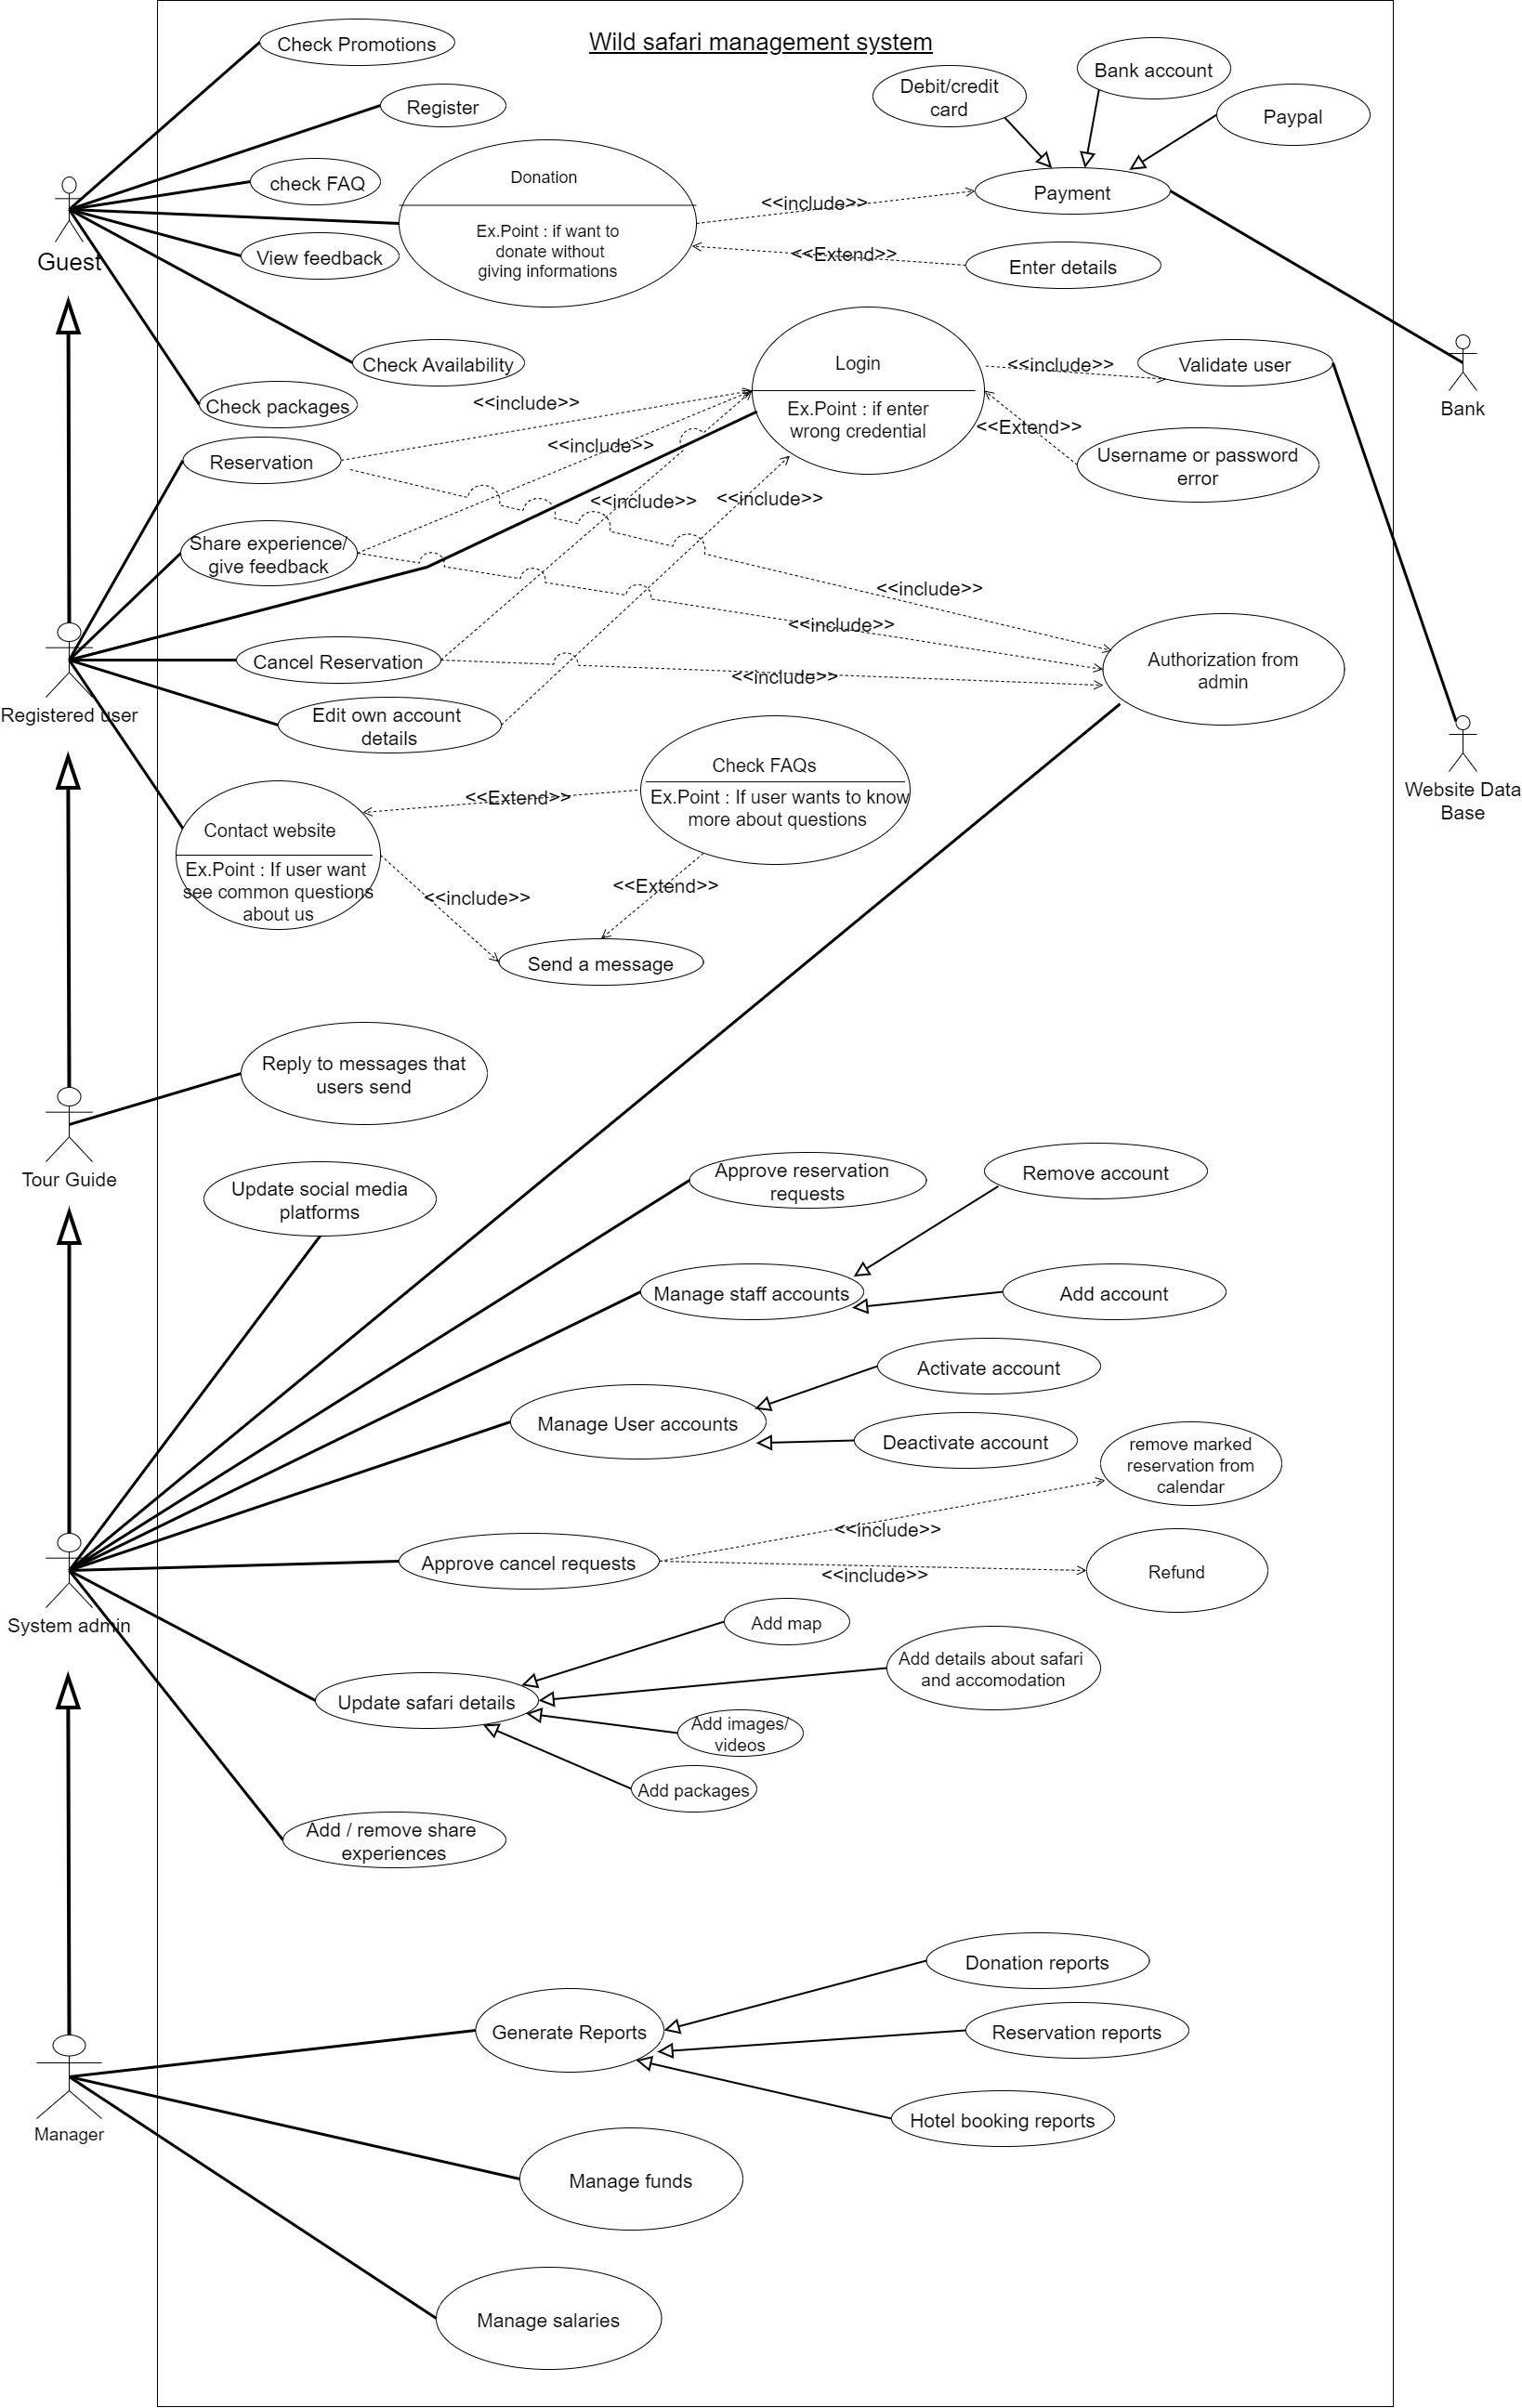 Wild safari management system
Check Promotions
Register
check FAQ
Donation
Ex.Point : if want to
donate without
giving informations
View feedback
Check Availability
Check packages
Guest
Debit/credit
card
Bank account
Paypal
Payment
<<include>>
<<Extend>>
Enter details
Login
Ex.Point : if enter
wrong credential
<<include>>
Validate user
<<Extend>>
Username or password
error
Bank
<<include>>
<<include>>
<<include>>
<<include>>
Reservation
Share experience/
give feedback
Cancel Reservation
Edit own account
details
Registered user
<<include>>
<<include>>
<<include>>
Authorization from
admin
Website Data
Base
Contact website
Ex.Point : If user want
see common questions
about us
<<Extend>>
Check FAQs
Ex.Point : If user wants to know
more about questions
<<include>>
<<Extend>>
Send a message
Reply to messages that
users send
Tour Guide
Update social media
platforms
Approve reservation
requests
Remove account
Manage staff accounts
Add account
Activate account
Manage User accounts
Deactivate account
remove marked
reservation from
calendar
<<include>>
Approve cancel requests
<<include>>
Refund
System admin
Add map
Add details about safari
and accomodation
Update safari details
Add images/
videos
Add packages
Add / remove share
experiences
Donation reports
Generate Reports
Reservation reports
Hotel booking reports
Manager
Manage funds
Manage salaries